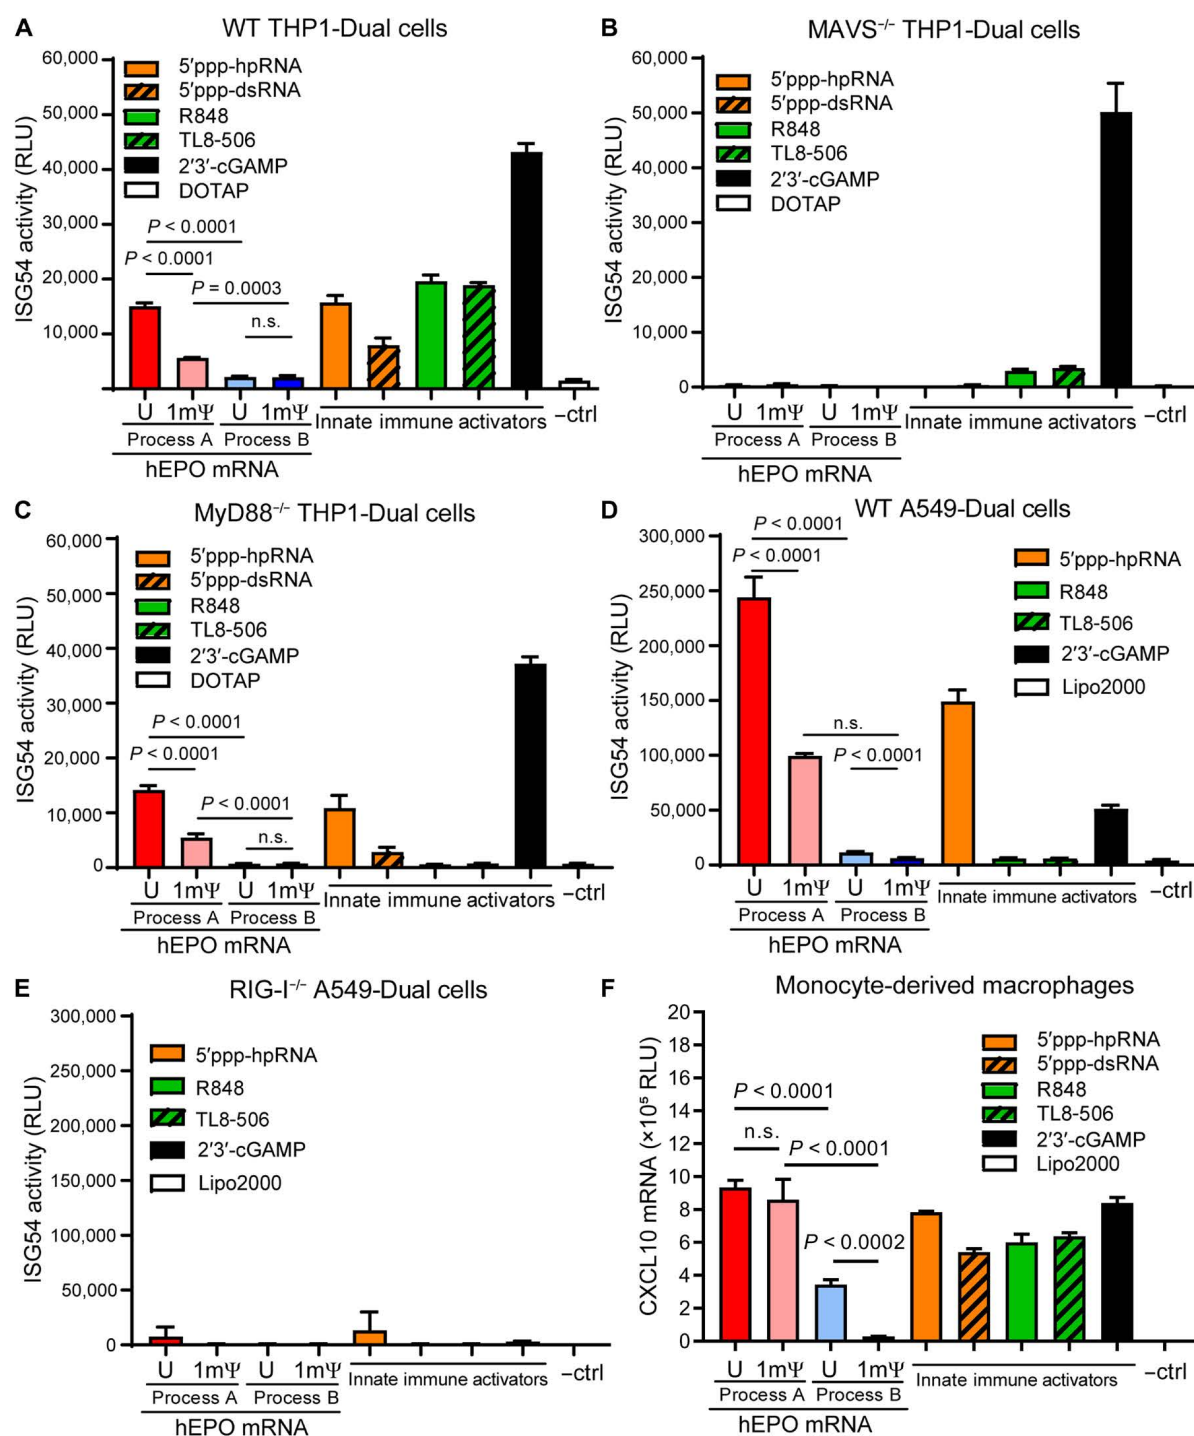 A
WT THP1-Dual cells
ISG54 activity (RLU)
60,000
50,000
40,000
30,000
20,000
10,000
5′ppp-hpRNA
5′ppp-dsRNA
R848
TL8-506
2′3′-cGAMP
DOTAP
P < 0.0001
P < 0.0001
P = 0.0003
n.s.
U 1mΨ U 1mΨ
Innate immune activators
−ctrl
Process A Process B
hEPO mRNA
B
MAVS⁻/⁻ THP1-Dual cells
ISG54 activity (RLU)
60,000
50,000
40,000
30,000
20,000
10,000
0
5′ppp-hpRNA
5′ppp-dsRNA
R848
TL8-506
2′3′-cGAMP
DOTAP
U 1mΨ U 1mΨ
Innate immune activators
−ctrl
Process A Process B
hEPO mRNA
C
MyD88⁻/⁻ THP1-Dual cells
ISG54 activity (RLU)
60,000
50,000
40,000
30,000
20,000
10,000
0
5′ppp-hpRNA
5′ppp-dsRNA
R848
TL8-506
2′3′-cGAMP
DOTAP
P < 0.0001
P < 0.0001
P < 0.0001
n.s.
U 1mΨ U 1mΨ
Innate immune activators
−ctrl
Process A Process B
hEPO mRNA
D
WT A549-Dual cells
ISG54 activity (RLU)
300,000
250,000
200,000
150,000
100,000
50,000
0
P < 0.0001
P < 0.0001
n.s.
P < 0.0001
5′ppp-hpRNA
R848
TL8-506
2′3′-cGAMP
Lipo2000
U 1mΨ U 1mΨ
Innate immune activators
−ctrl
Process A Process B
hEPO mRNA
E
RIG-I⁻/⁻ A549-Dual cells
ISG54 activity (RLU)
300,000
250,000
200,000
150,000
100,000
50,000
0
5′ppp-hpRNA
R848
TL8-506
2′3′-cGAMP
Lipo2000
U 1mΨ U 1mΨ
Innate immune activators
−ctrl
Process A Process B
hEPO mRNA
F
Monocyte-derived macrophages
CXCL10 mRNA (×10⁵ RLU)
20
18
16
14
12
10
8
6
4
2
0
5′ppp-hpRNA
5′ppp-dsRNA
R848
TL8-506
2′3′-cGAMP
Lipo2000
P < 0.0001
n.s.
P < 0.0001
P < 0.0002
U 1mΨ U 1mΨ
Innate immune activators
−ctrl
Process A Process B
hEPO mRNA